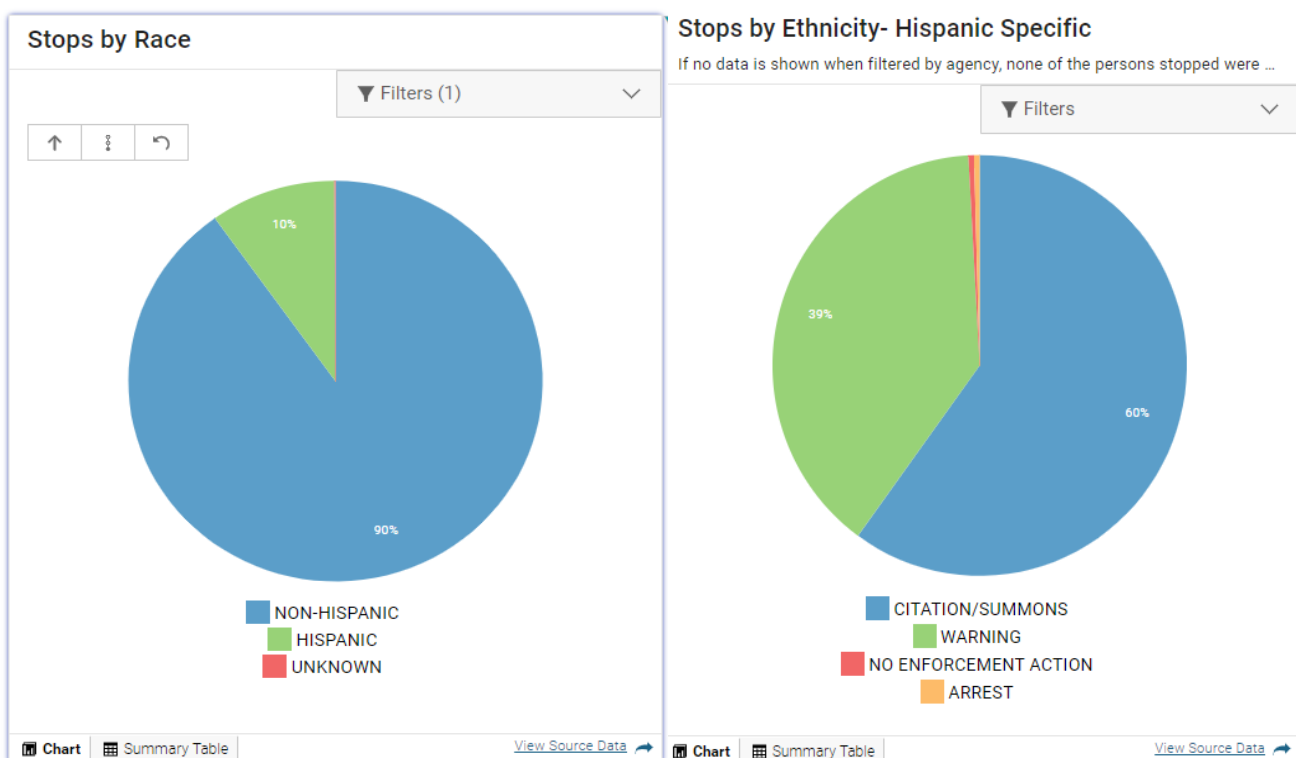 Stops by Race
Filters (1)
10%
90%
NON-HISPANIC
HISPANIC
UNKNOWN
Chart
Summary Table
View Source Data
Stops by Ethnicity- Hispanic Specific
If no data is shown when filtered by agency, none of the persons stopped were ...
Filters
39%
60%
CITATION/SUMMONS
WARNING
NO ENFORCEMENT ACTION
ARREST
Chart
Summary Table
View Source Data